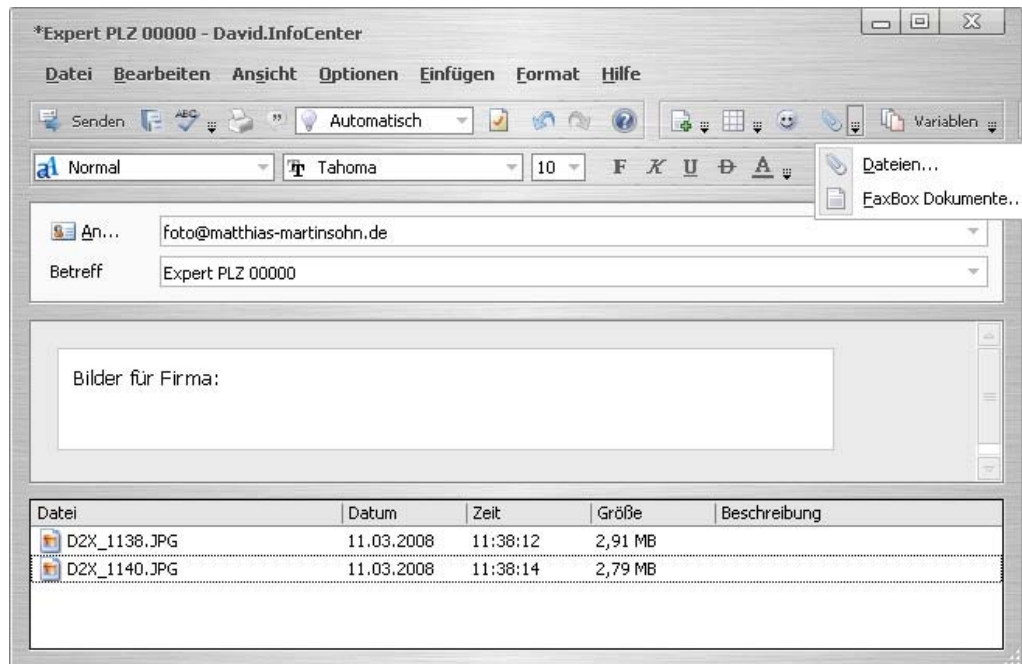 *Expert PLZ 00000 - David.InfoCenter
Datei Bearbeiten Ansicht Optionen Einfügen Format Hilfe
Senden ABC Automatisch Variablen
a1 Normal Tr Tahoma 10 F K U D A
Dateien...
FaxBox Dokumente..
An... foto@matthias-martinsohn.de
Betreff Expert PLZ 00000
Bilder für Firma:
Datei Datum Zeit Größe Beschreibung
D2X_1138.JPG 11.03.2008 11:38:12 2,91 MB
D2X_1140.JPG 11.03.2008 11:38:14 2,79 MB